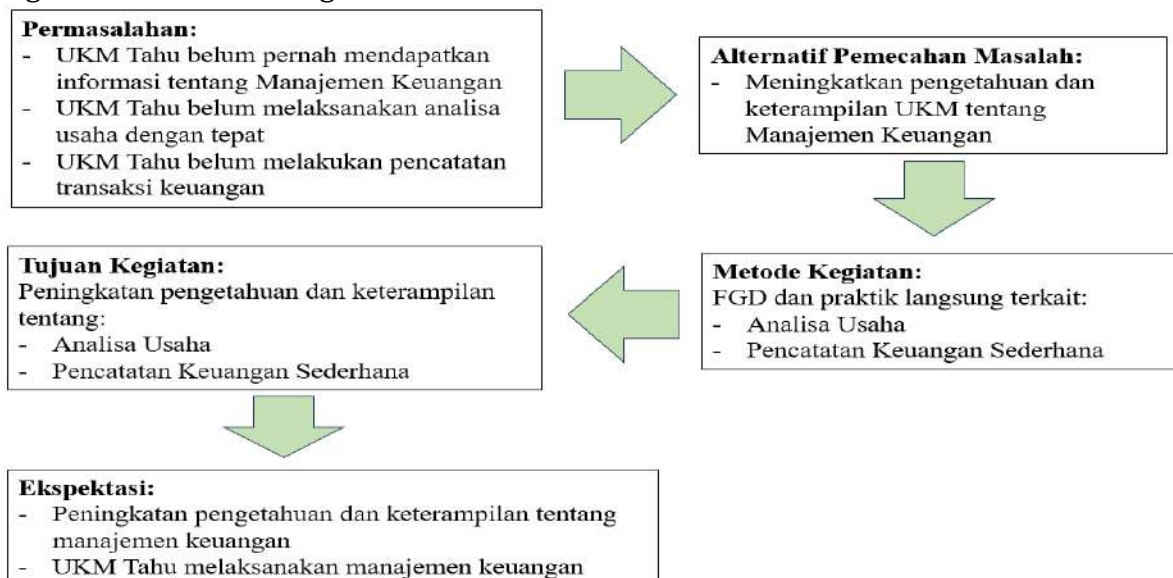 Permasalahan:
- UKM Tahu belum pernah mendapatkan
informasi tentang Manajemen Keuangan
- UKM Tahu belum melaksanakan analisa
usaha dengan tepat
- UKM Tahu belum melakukan pencatatan
transaksi keuangan
Alternatif Pemecahan Masalah:
- Meningkatkan pengetahuan dan
keterampilan UKM tentang
Manajemen Keuangan
Metode Kegiatan:
FGD dan praktik langsung terkait:
- Analisa Usaha
- Pencatatan Keuangan Sederhana
Tujuan Kegiatan:
Peningkatan pengetahuan dan keterampilan
tentang:
- Analisa Usaha
- Pencatatan Keuangan Sederhana
Ekspektasi:
- Peningkatan pengetahuan dan keterampilan tentang
manajemen keuangan
- UKM Tahu melaksanakan manajemen keuangan